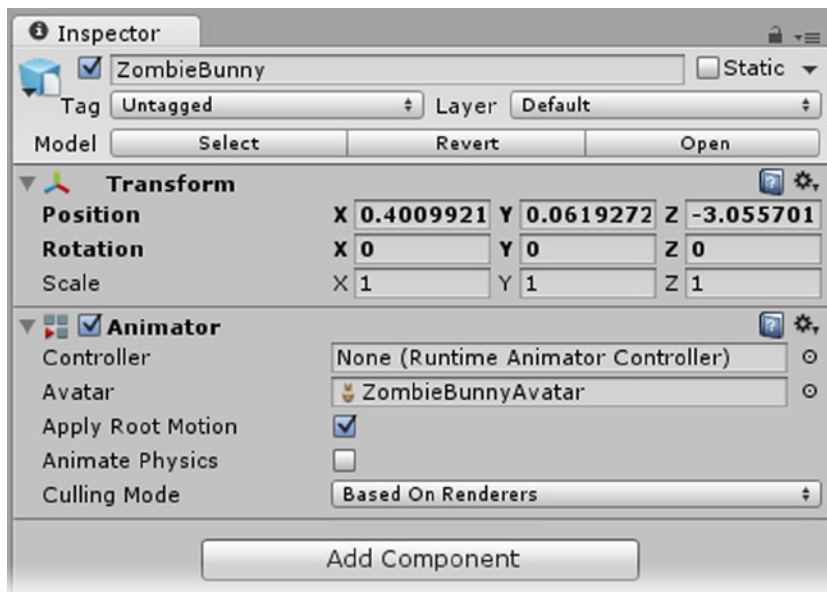 Inspector
ZombieBunny Static
Tag Untagged Layer Default
Model Select Revert Open
Transform
Position X 0.4009921 Y 0.0619272 Z -3.055701
Rotation X 0 Y 0 Z 0
Scale X 1 Y 1 Z 1
Animator
Controller None (Runtime Animator Controller)
Avatar ZombieBunnyAvatar
Apply Root Motion
Animate Physics
Culling Mode Based On Renderers
Add Component